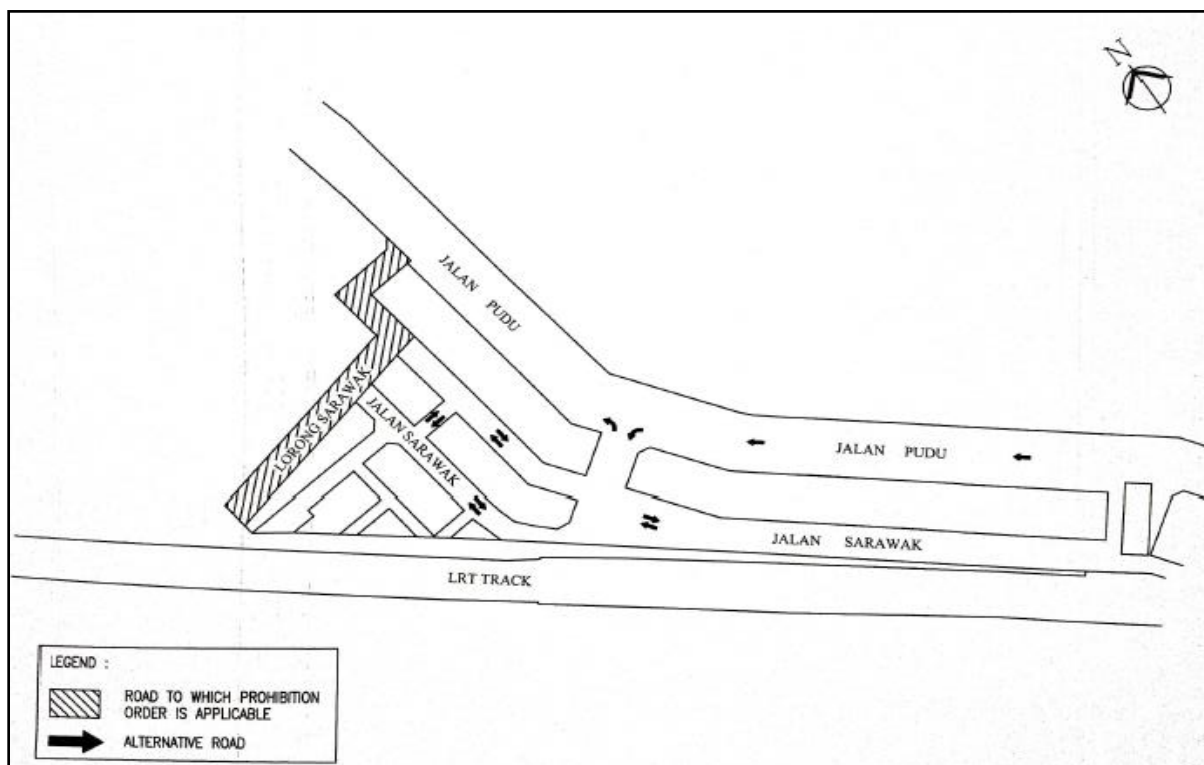 N
JALAN PUDU
JALAN PUDU
LORONG SARAWAK
JALAN SARAWAK
JALAN SARAWAK
LRT TRACK
LEGEND :
ROAD TO WHICH PROHIBITION
ORDER IS APPLICABLE
ALTERNATIVE ROAD